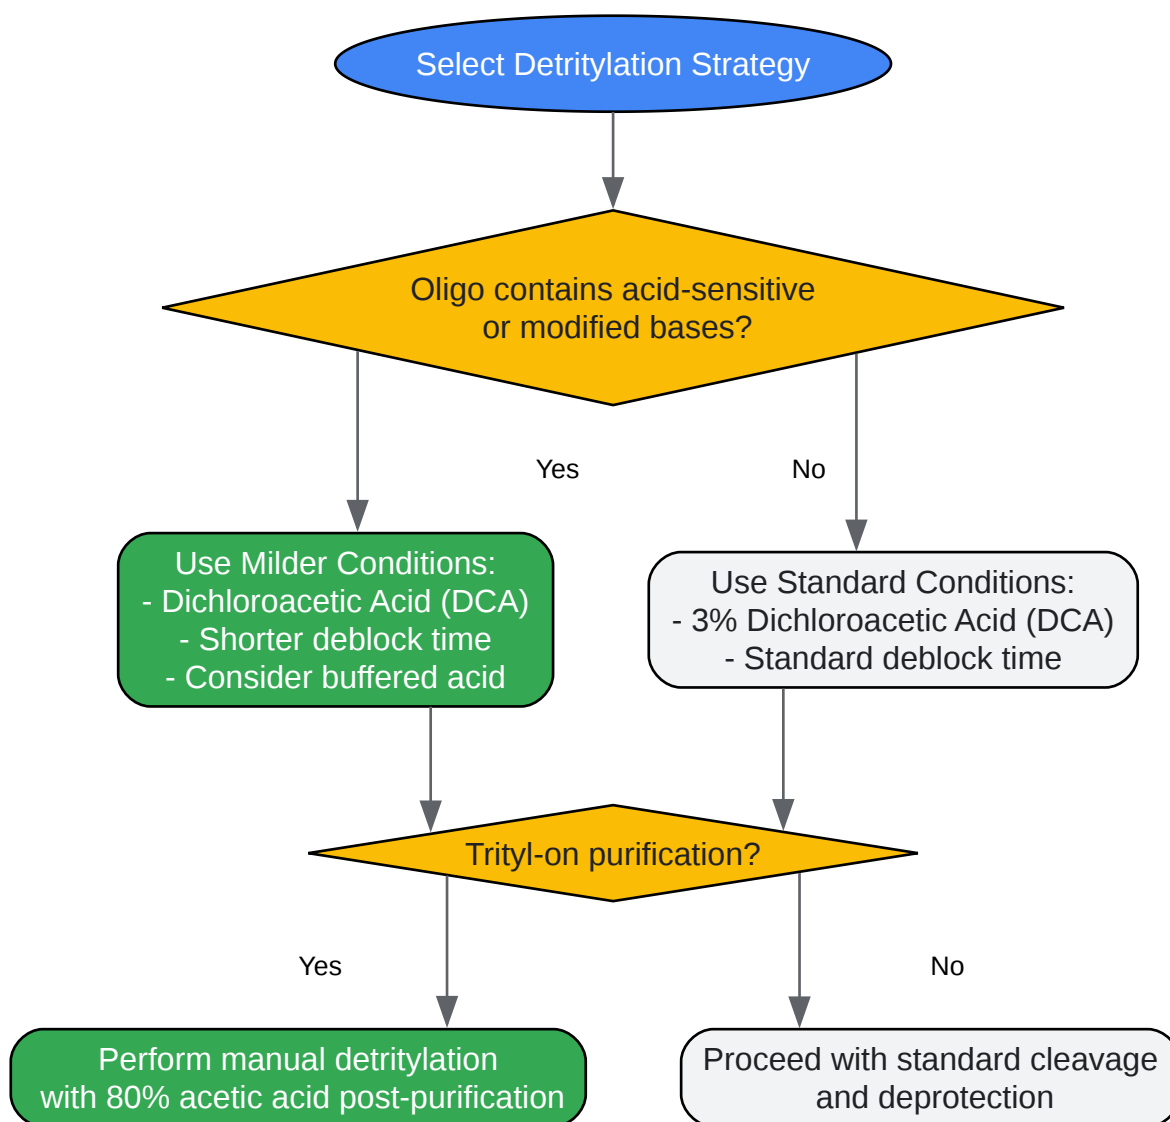 Select Detritylation Strategy
Oligo contains acid-sensitive
or modified bases?
Yes
No
Use Milder Conditions:
- Dichloroacetic Acid (DCA)
- Shorter deblock time
- Consider buffered acid
Use Standard Conditions:
- 3% Dichloroacetic Acid (DCA)
- Standard deblock time
Trityl-on purification?
Yes
No
Perform manual detritylation
with 80% acetic acid post-purification
Proceed with standard cleavage
and deprotection